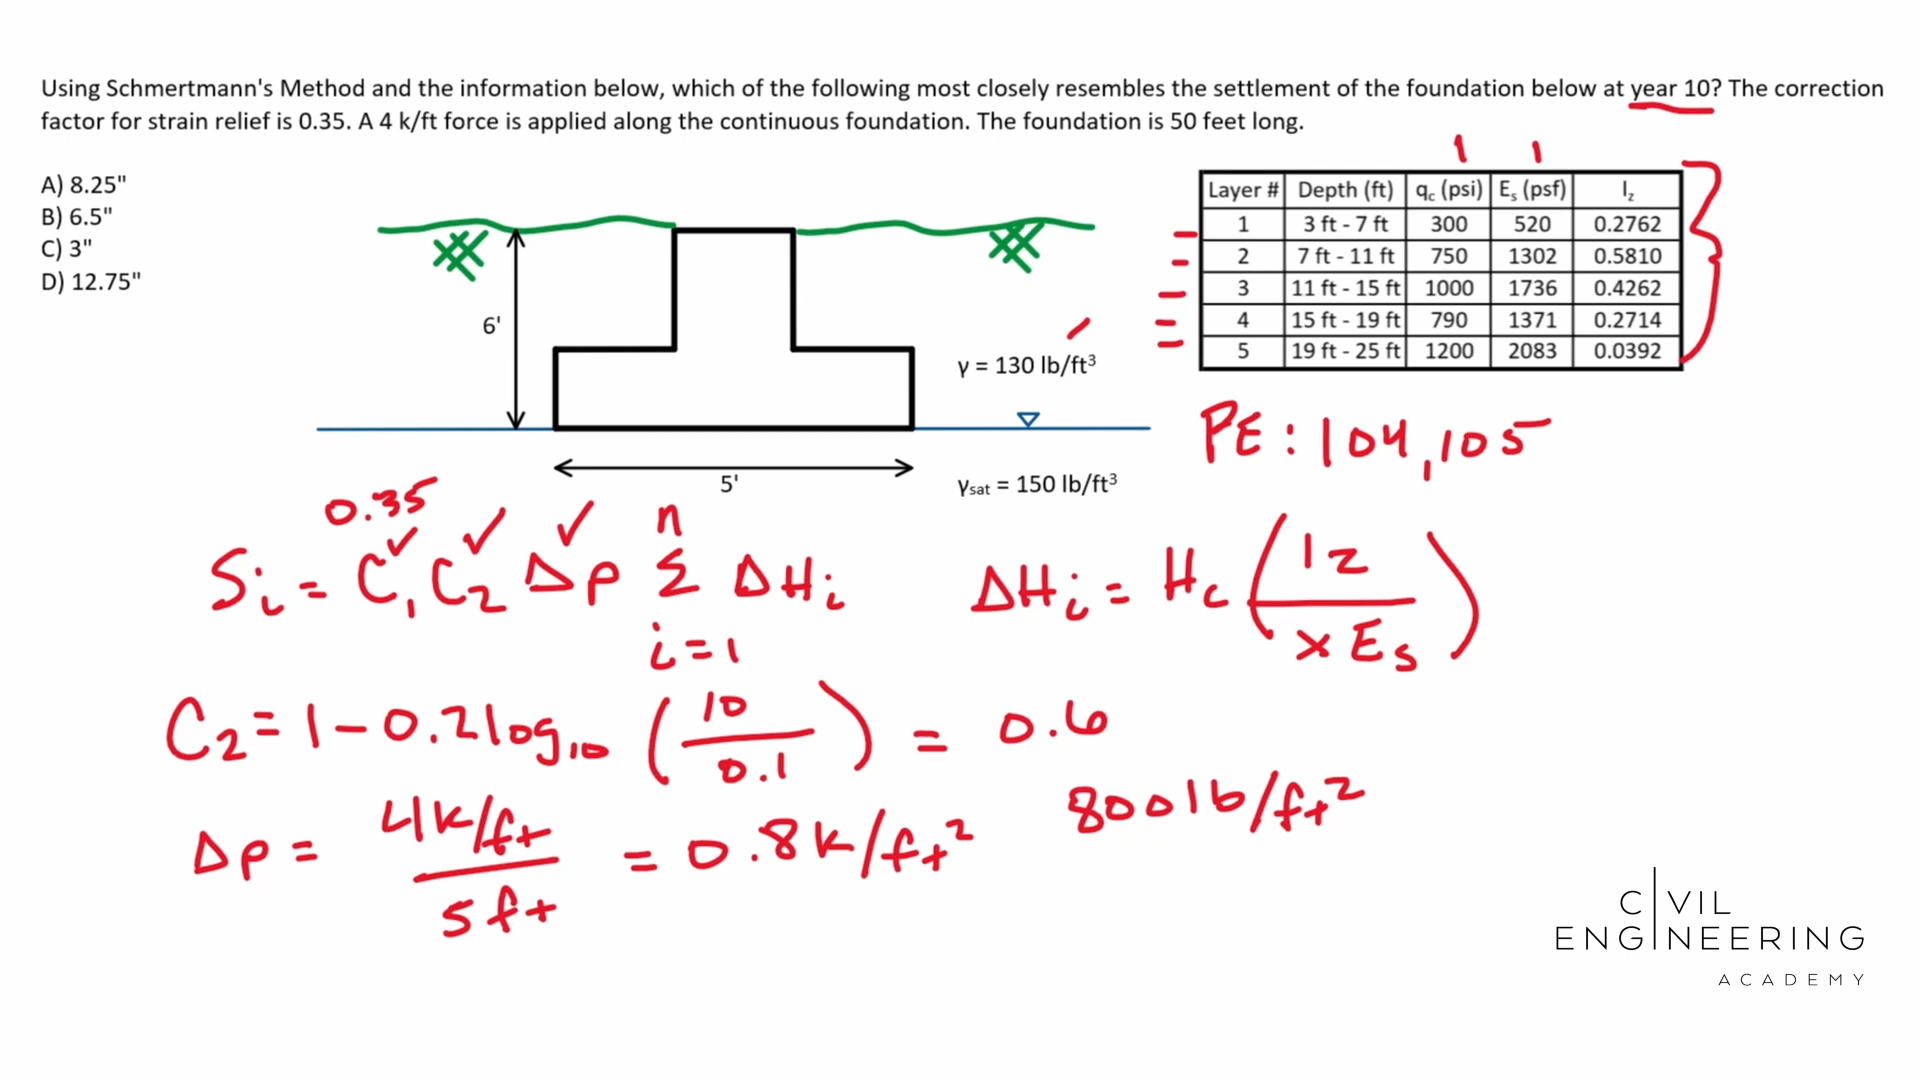 Using Schmertmann's Method and the information below, which of the following most closely resembles the settlement of the foundation below at year 10? The correction
factor for strain relief is 0.35. A 4 k/ft force is applied along the continuous foundation. The foundation is 50 feet long.
A) 8.25"
B) 6.5"
C) 3"
D) 12.75"
6'
5'
γ = 130 lb/ft³
γsat = 150 lb/ft³
Layer # Depth (ft) qc (psi) Es (psf) Iz
1 3 ft - 7 ft 300 520 0.2762
2 7 ft - 11 ft 750 1302 0.5810
3 11 ft - 15 ft 1000 1736 0.4262
4 15 ft - 19 ft 790 1371 0.2714
5 19 ft - 25 ft 1200 2083 0.0392
PE: 104,105
0.35
Si = C₁ C₂ Δp n Σ i=1 ΔHi
ΔHi = Hc (Iz / xEs)
C₂ = 1 - 0.2 log₁₀ (10 / 0.1) = 0.6
Δp = 4k/ft / 5ft = 0.8k/ft² 800lb/ft²
CIVIL
ENGINEERING
ACADEMY